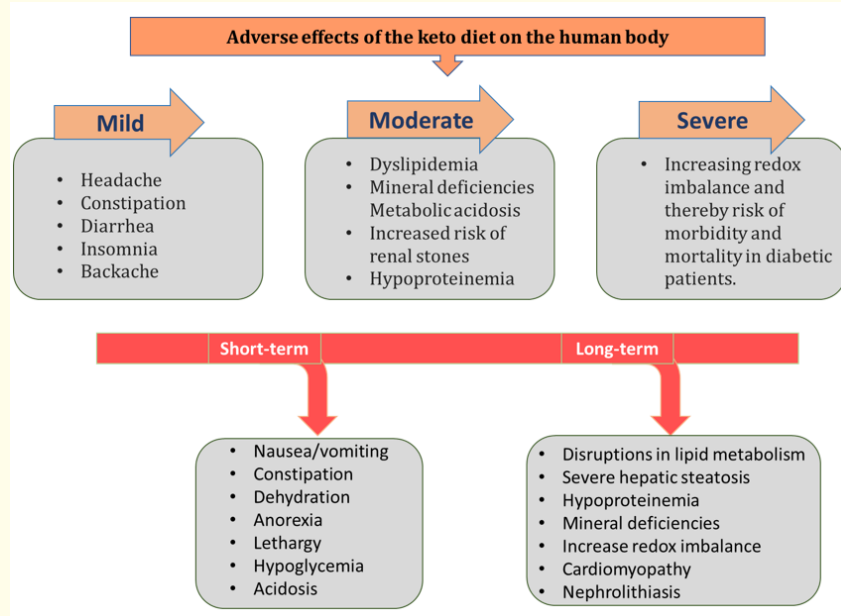 Adverse effects of the keto diet on the human body
Mild
• Headache
• Constipation
• Diarrhea
• Insomnia
• Backache
Moderate
• Dyslipidemia
• Mineral deficiencies
Metabolic acidosis
• Increased risk of
renal stones
• Hypoproteinemia
Severe
• Increasing redox
imbalance and
thereby risk of
morbidity and
mortality in diabetic
patients.
Short-term
• Nausea/vomiting
• Constipation
• Dehydration
• Anorexia
• Lethargy
• Hypoglycemia
• Acidosis
Long-term
• Disruptions in lipid metabolism
• Severe hepatic steatosis
• Hypoproteinemia
• Mineral deficiencies
• Increase redox imbalance
• Cardiomyopathy
• Nephrolithiasis